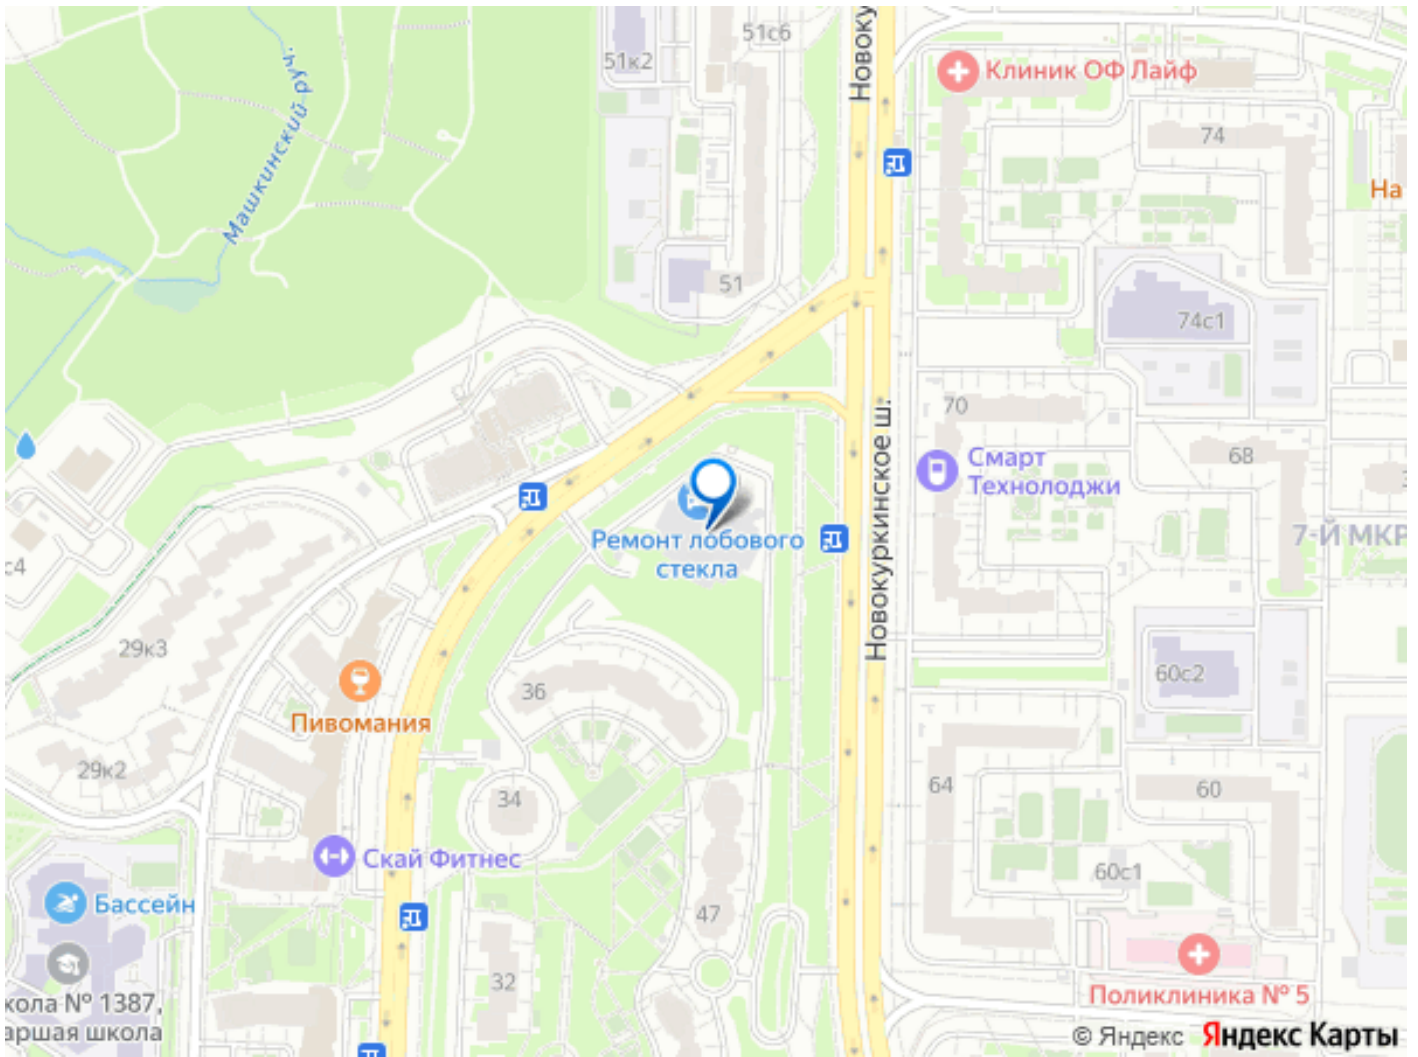 51с6
51к2
Новоку
Клиник ОФ Лайф
74
Машкинский руч.
На
51
74с1
70
Новокуркинское ш.
68
Смарт
Технолоджи
Ремонт лобового
стекла
7-Й МКР
с4
29к3
36
60с2
Пивомания
29к2
34
64
60
Скай Фитнес
60с1
Бассейн
47
32
кола № 1387,
аршая школа
Поликлиника № 5
© Яндекс Яндекс Карты